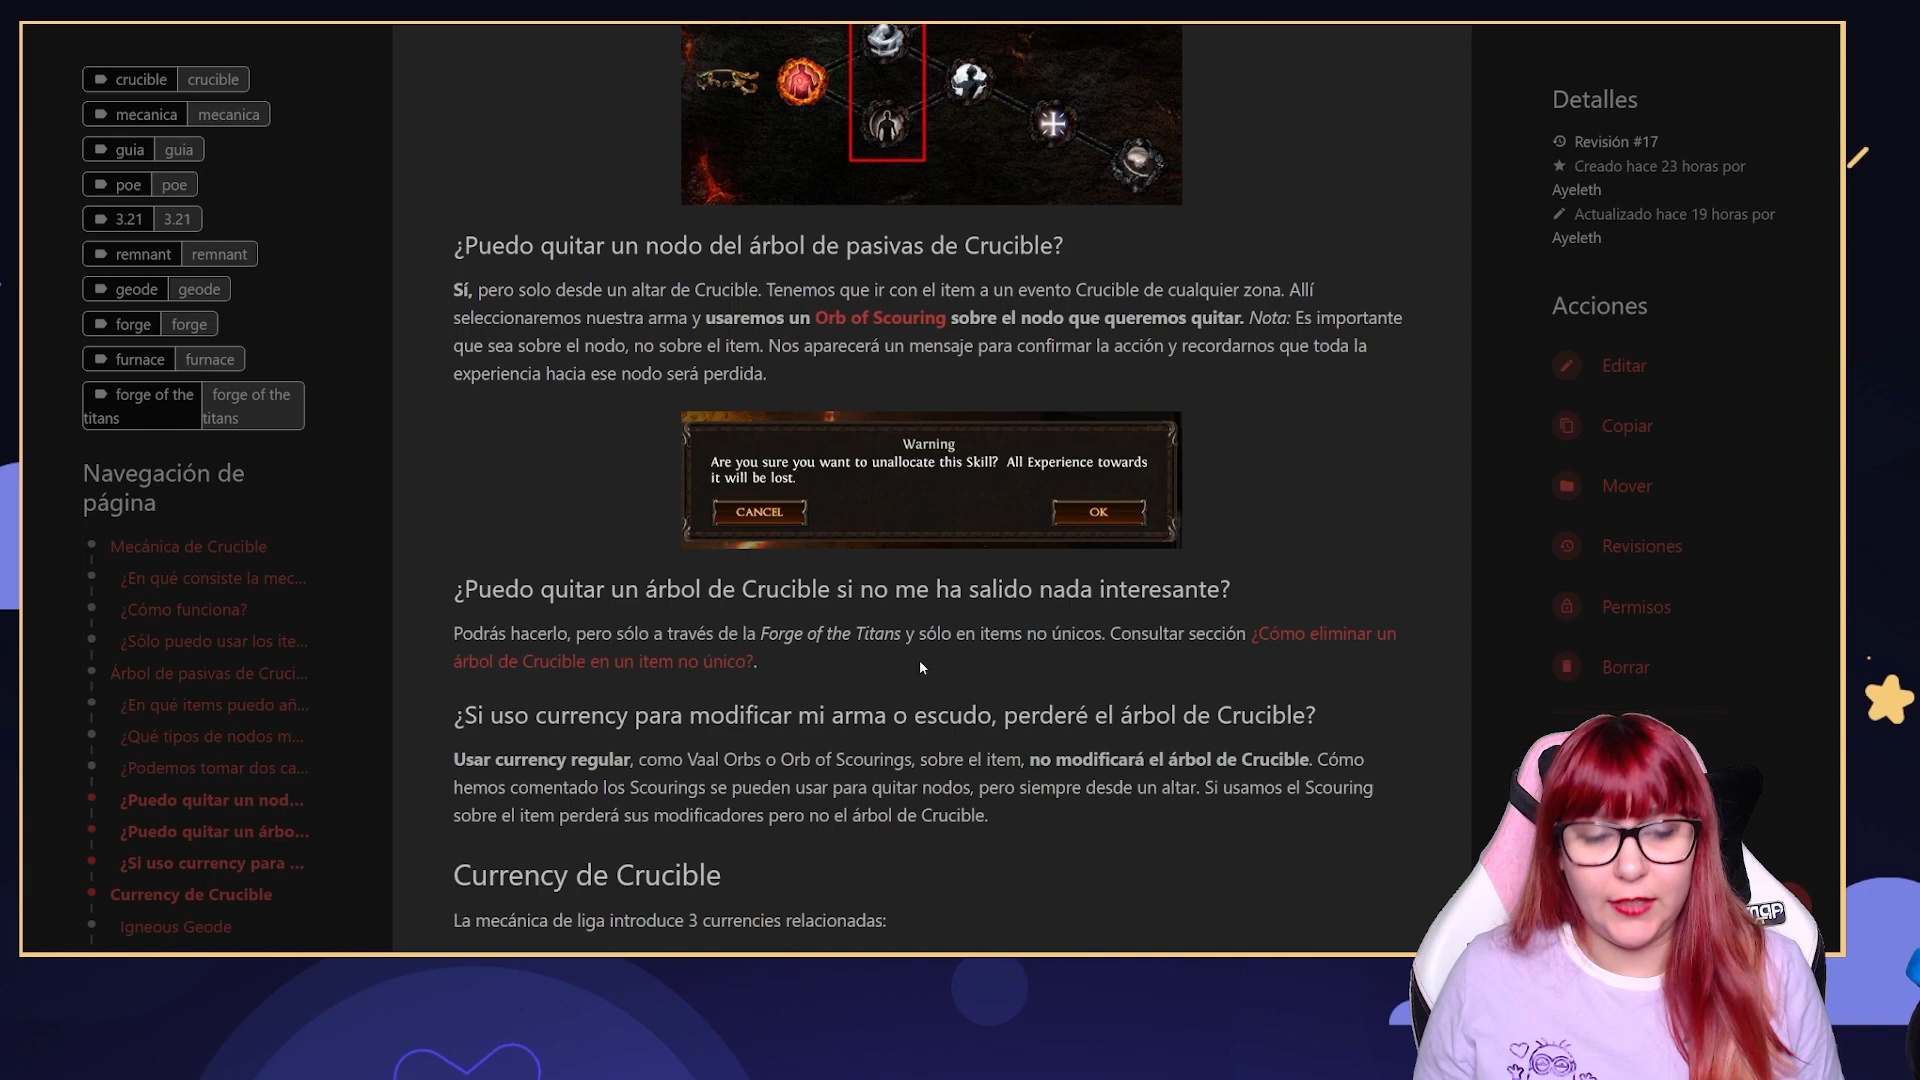 crucible crucible
mecanica mecanica
guia guia
poe poe
3.21 3.21
remnant remnant
geode geode
forge forge
furnace furnace
forge of the titans forge of the titans
Navegación de
página
Mecánica de Crucible
¿En qué consiste la mec...
¿Cómo funciona?
¿Sólo puedo usar los ite...
Árbol de pasivas de Cruci...
¿En qué items puedo añ...
¿Qué tipos de nodos m...
¿Podemos tomar dos ca...
¿Puedo quitar un nod...
¿Puedo quitar un árbo...
¿Si uso currency para ...
Currency de Crucible
Igneous Geode
¿Puedo quitar un nodo del árbol de pasivas de Crucible?
Sí, pero solo desde un altar de Crucible. Tenemos que ir con el item a un evento Crucible de cualquier zona. Allí
seleccionaremos nuestra arma y usaremos un Orb of Scouring sobre el nodo que queremos quitar. Nota: Es importante
que sea sobre el nodo, no sobre el item. Nos aparecerá un mensaje para confirmar la acción y recordarnos que toda la
experiencia hacia ese nodo será perdida.
Warning
Are you sure you want to unallocate this Skill? All Experience towards
it will be lost.
CANCEL OK
¿Puedo quitar un árbol de Crucible si no me ha salido nada interesante?
Podrás hacerlo, pero sólo a través de la Forge of the Titans y sólo en items no únicos. Consultar sección ¿Cómo eliminar un
árbol de Crucible en un item no único?.
¿Si uso currency para modificar mi arma o escudo, perderé el árbol de Crucible?
Usar currency regular, como Vaal Orbs o Orb of Scourings, sobre el item, no modificará el árbol de Crucible. Cómo
hemos comentado los Scourings se pueden usar para quitar nodos, pero siempre desde un altar. Si usamos el Scouring
sobre el item perderá sus modificadores pero no el árbol de Crucible.
Currency de Crucible
La mecánica de liga introduce 3 currencies relacionadas:
Detalles
Revisión #17
Creado hace 23 horas por
Ayeleth
Actualizado hace 19 horas por
Ayeleth
Acciones
Editar
Copiar
Mover
Revisiones
Permisos
Borrar